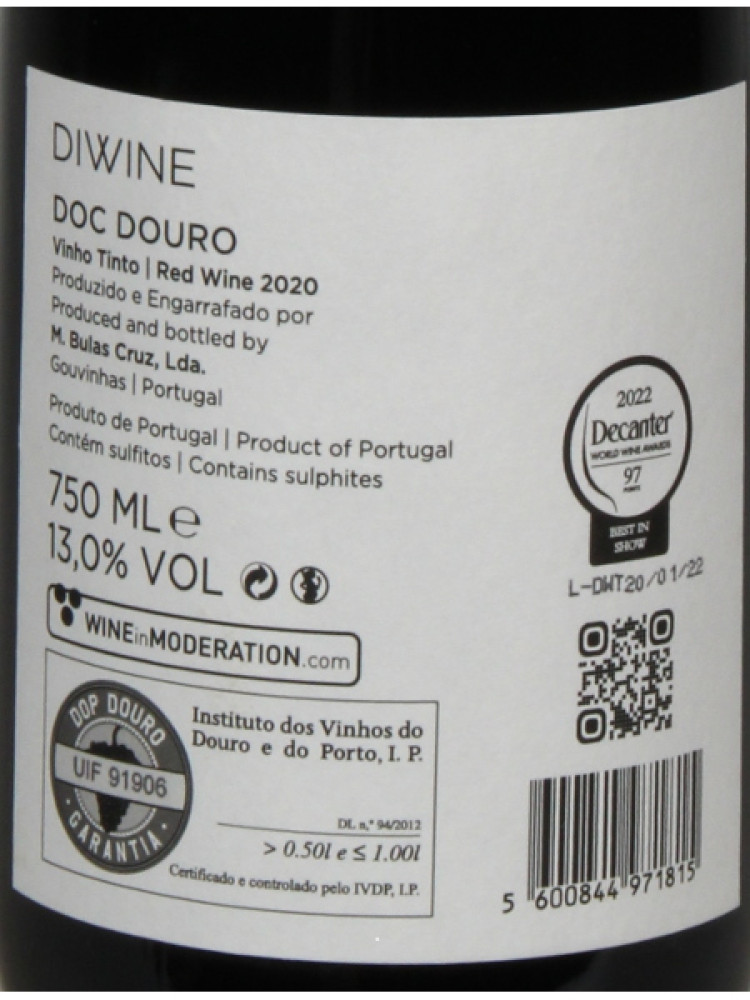 DIWINE
DOC DOURO
Vinho Tinto | Red Wine 2020
Produzido e Engarrafado por
Produced and bottled by
M. Bulas Cruz, Lda.
Gouvinhas | Portugal
Produto de Portugal | Product of Portugal
Contém sulfitos | Contains sulphites
750 ML e
13,0% VOL
WINEinMODERATION.com
DOP DOURO
UIF 91906
GARANTIA
Instituto dos Vinhos do
Douro e do Porto, I. P.
DL n.º 94/2012
> 0.50l e ≤ 1.00l
Certificado e controlado pelo IVDP, I.P.
2022
Decanter
WORLD WINE AWARDS
97
POINTS
BEST IN
SHOW
L-DWT20/01/22
5 600844 971815